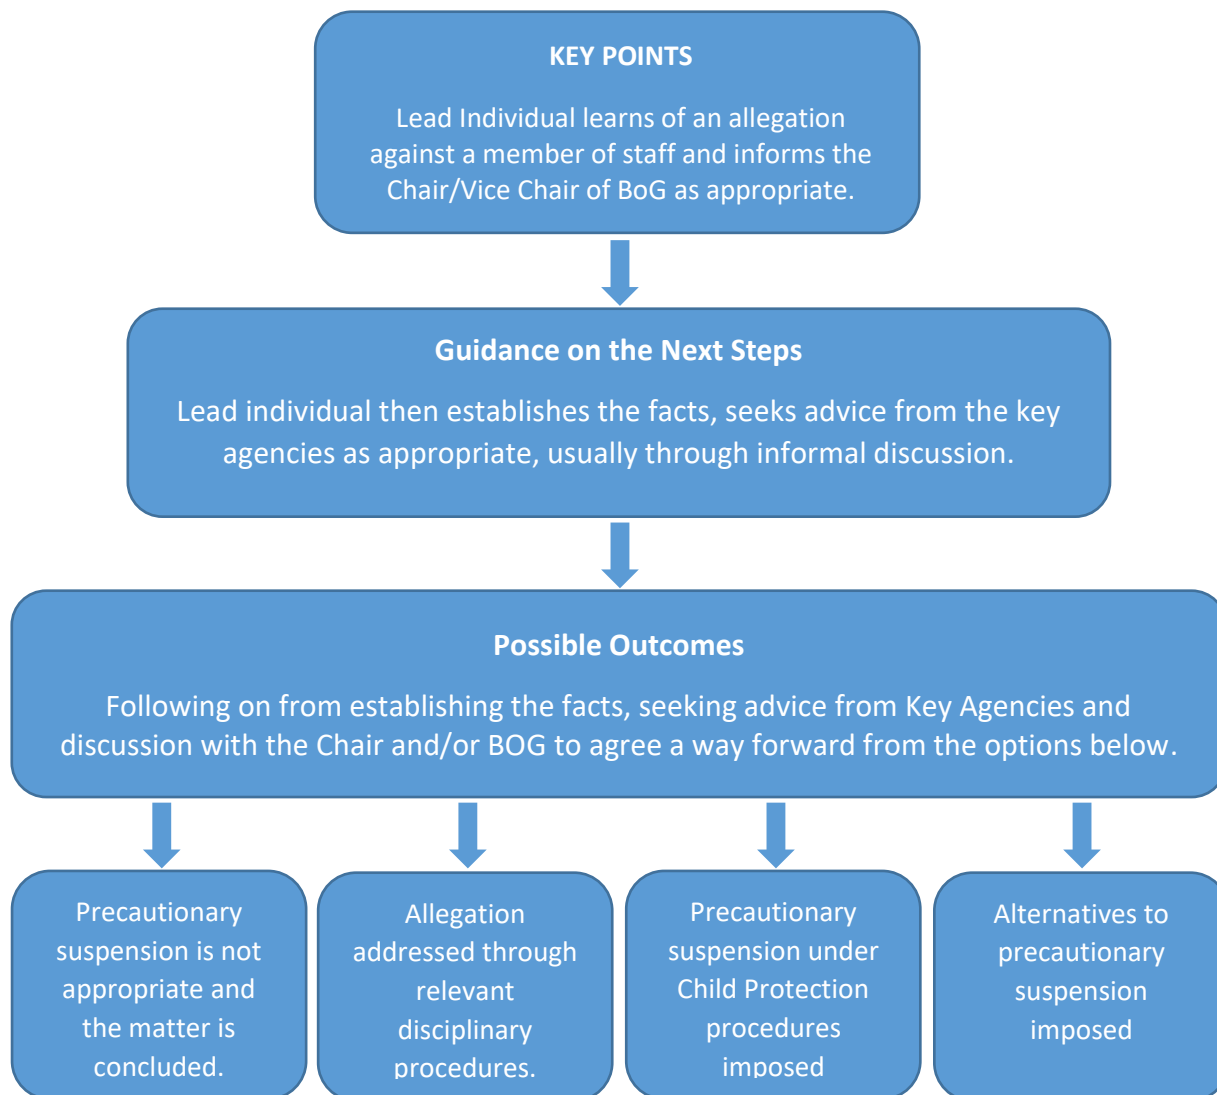 KEY POINTS
Lead Individual learns of an allegation
against a member of staff and informs the
Chair/Vice Chair of BoG as appropriate.
Guidance on the Next Steps
Lead individual then establishes the facts, seeks advice from the key
agencies as appropriate, usually through informal discussion.
Possible Outcomes
Following on from establishing the facts, seeking advice from Key Agencies and
discussion with the Chair and/or BOG to agree a way forward from the options below.
Precautionary
suspension is not
appropriate and
the matter is
concluded.
Allegation
addressed through
relevant
disciplinary
procedures.
Precautionary
suspension under
Child Protection
procedures
imposed
Alternatives to
precautionary
suspension
imposed